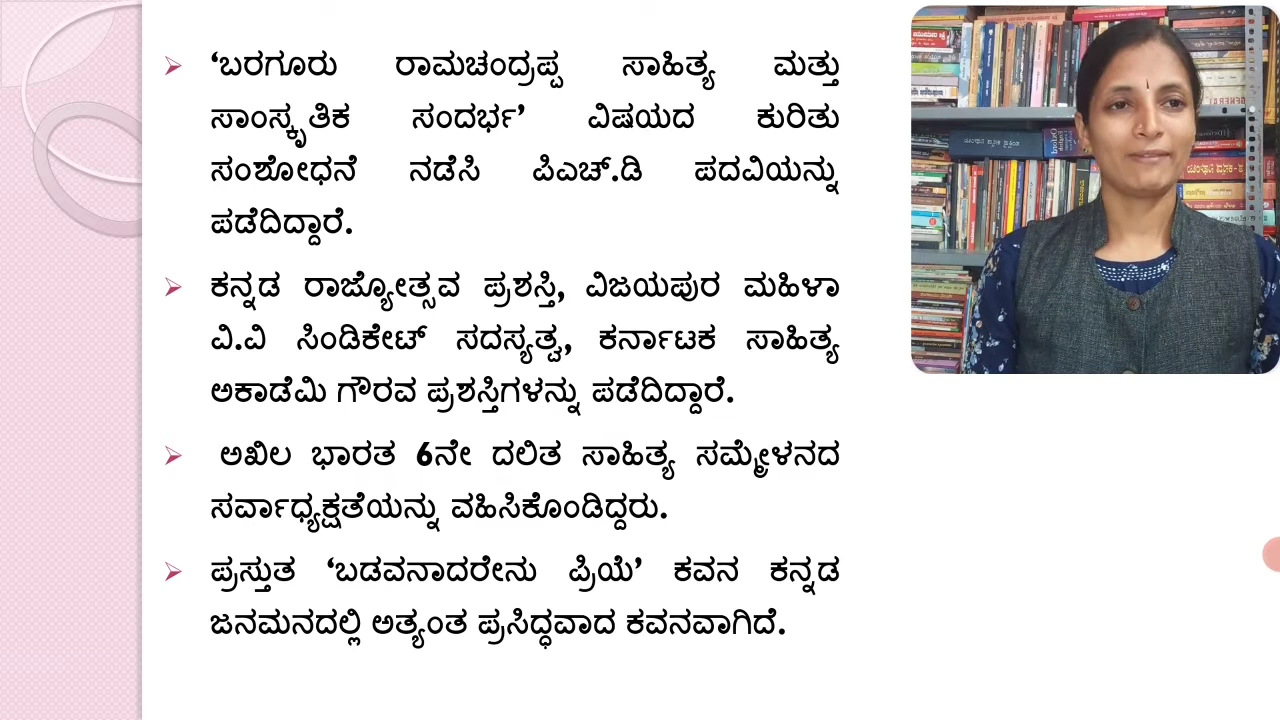 ‘ಬರಗೂರು ರಾಮಚಂದ್ರಪ್ಪ ಸಾಹಿತ್ಯ ಮತ್ತು
ಸಾಂಸ್ಕೃತಿಕ ಸಂದರ್ಭ’ ವಿಷಯದ ಕುರಿತು
ಸಂಶೋಧನೆ ನಡೆಸಿ ಪಿಎಚ್.ಡಿ ಪದವಿಯನ್ನು
ಪಡೆದಿದ್ದಾರೆ.
ಕನ್ನಡ ರಾಜ್ಯೋತ್ಸವ ಪ್ರಶಸ್ತಿ, ವಿಜಯಪುರ ಮಹಿಳಾ
ವಿ.ವಿ ಸಿಂಡಿಕೇಟ್ ಸದಸ್ಯತ್ವ, ಕರ್ನಾಟಕ ಸಾಹಿತ್ಯ
ಅಕಾಡೆಮಿ ಗೌರವ ಪ್ರಶಸ್ತಿಗಳನ್ನು ಪಡೆದಿದ್ದಾರೆ.
ಅಖಿಲ ಭಾರತ 6ನೇ ದಲಿತ ಸಾಹಿತ್ಯ ಸಮ್ಮೇಳನದ
ಸರ್ವಾಧ್ಯಕ್ಷತೆಯನ್ನು ವಹಿಸಿಕೊಂಡಿದ್ದರು.
ಪ್ರಸ್ತುತ ‘ಬಡವನಾದರೇನು ಪ್ರಿಯೆ’ ಕವನ ಕನ್ನಡ
ಜನಮನದಲ್ಲಿ ಅತ್ಯಂತ ಪ್ರಸಿದ್ಧವಾದ ಕವನವಾಗಿದೆ.